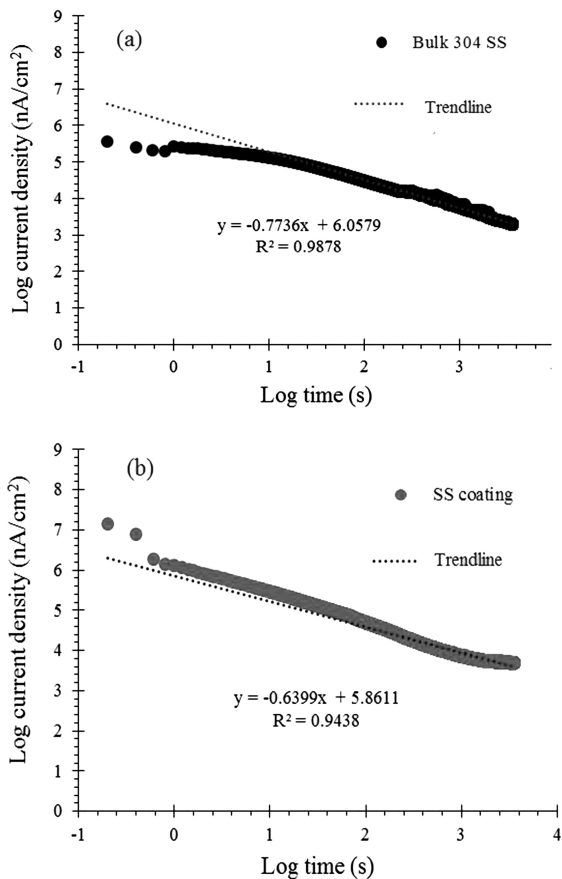 (a)
Bulk 304 SS
Trendline
y = -0.7736x + 6.0579
R² = 0.9878
Log current density (nA/cm²)
9
8
7
6
5
4
3
2
1
0
-1
0
1
2
3
Log time (s)
(b)
SS coating
Trendline
y = -0.6399x + 5.8611
R² = 0.9438
Log current density (nA/cm²)
9
8
7
6
5
4
3
2
1
0
-1
0
1
2
3
4
Log time (s)